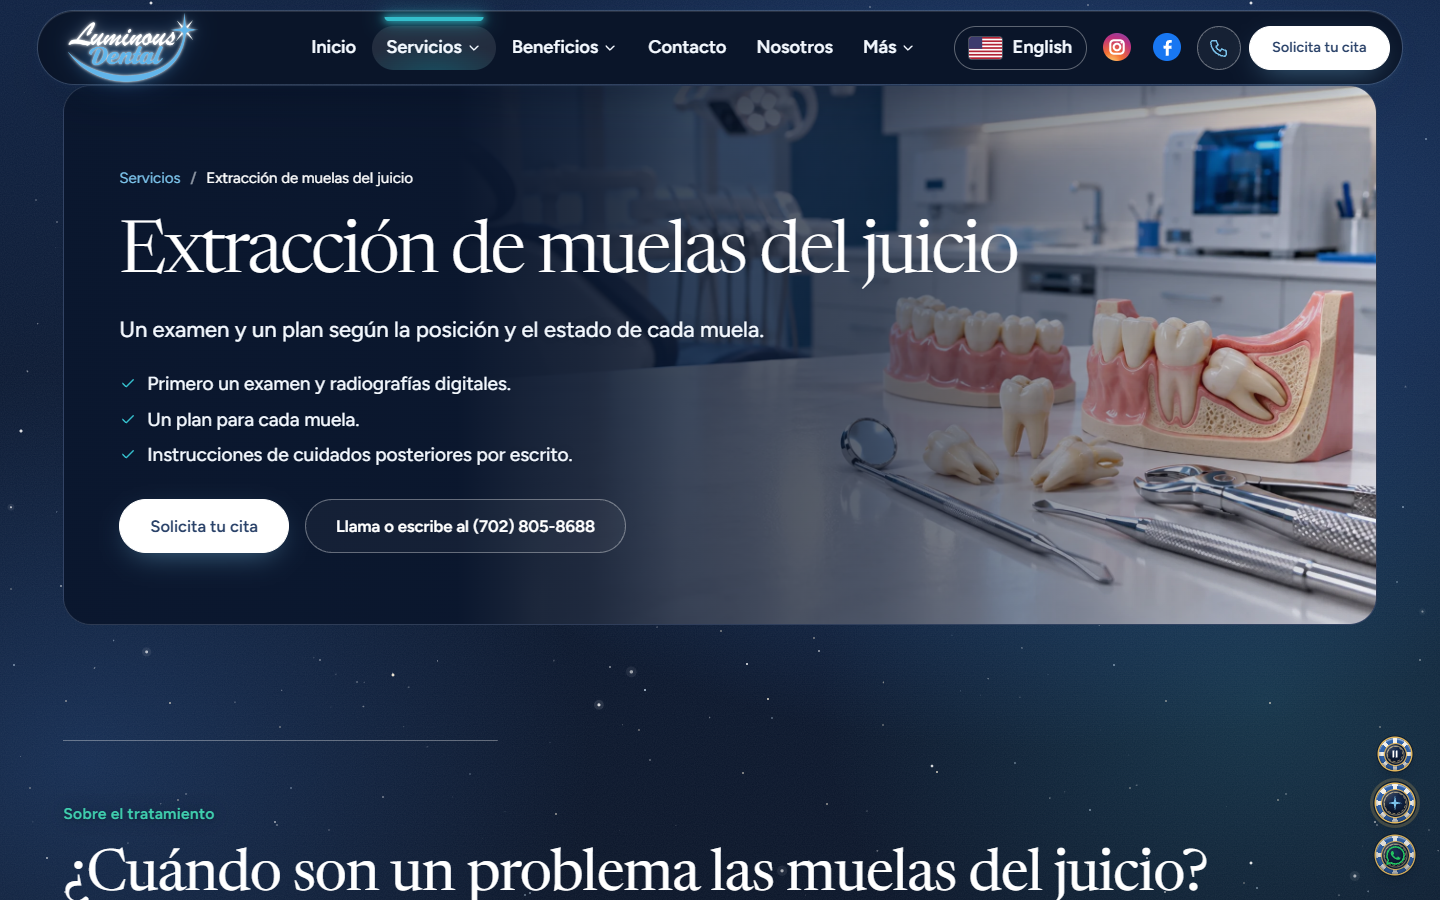 Luminous
Dental
Inicio
Servicios
Beneficios
Contacto
Nosotros
Más
English
Solicita tu cita
Servicios / Extracción de muelas del juicio
Extracción de muelas del juicio
Un examen y un plan según la posición y el estado de cada muela.
Primero un examen y radiografías digitales.
Un plan para cada muela.
Instrucciones de cuidados posteriores por escrito.
Solicita tu cita
Llama o escribe al (702) 805-8688
Sobre el tratamiento
¿Cuándo son un problema las muelas del juicio?